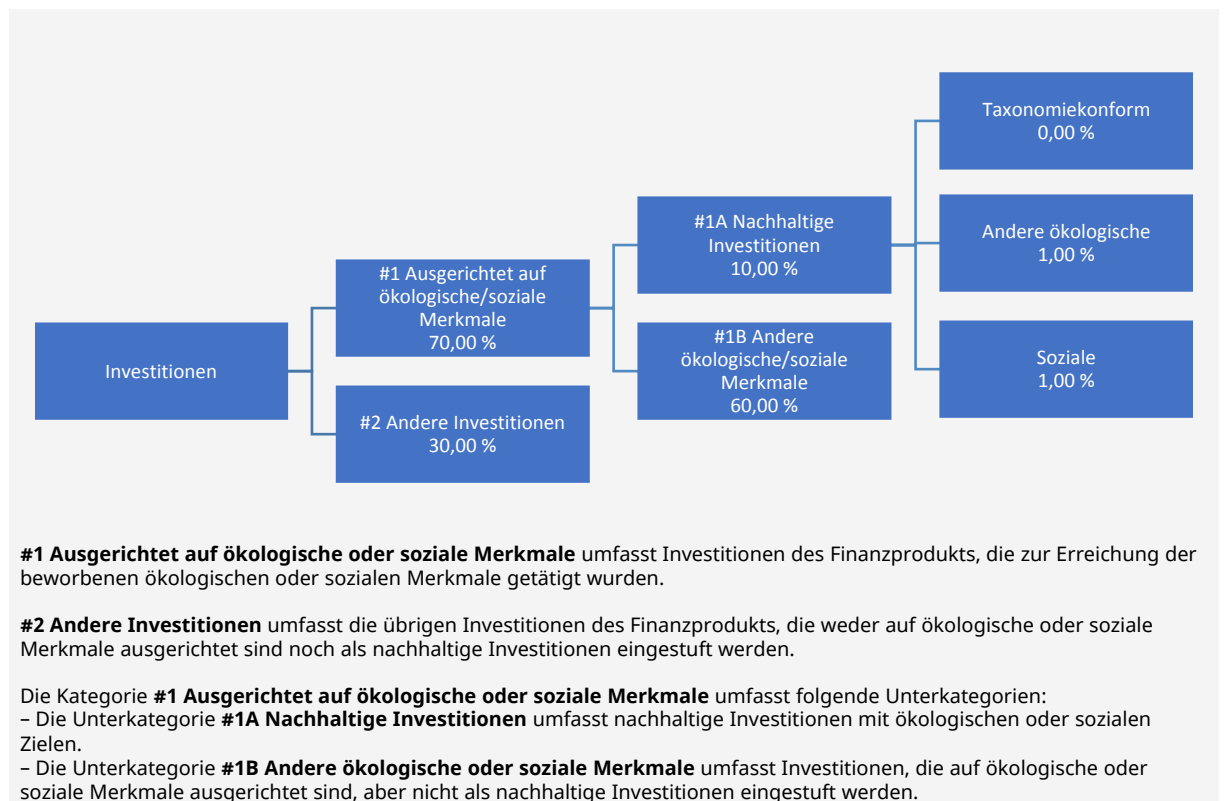 Investitionen
#1 Ausgerichtet auf
ökologische/soziale
Merkmale
70,00 %
#2 Andere Investitionen
30,00 %
#1A Nachhaltige
Investitionen
10,00 %
#1B Andere
ökologische/soziale
Merkmale
60,00 %
Taxonomiekonform
0,00 %
Andere ökologische
1,00 %
Soziale
1,00 %
#1 Ausgerichtet auf ökologische oder soziale Merkmale umfasst Investitionen des Finanzprodukts, die zur Erreichung der
beworbenen ökologischen oder sozialen Merkmale getätigt wurden.
#2 Andere Investitionen umfasst die übrigen Investitionen des Finanzprodukts, die weder auf ökologische oder soziale
Merkmale ausgerichtet sind noch als nachhaltige Investitionen eingestuft werden.
Die Kategorie #1 Ausgerichtet auf ökologische oder soziale Merkmale umfasst folgende Unterkategorien:
– Die Unterkategorie #1A Nachhaltige Investitionen umfasst nachhaltige Investitionen mit ökologischen oder sozialen
Zielen.
– Die Unterkategorie #1B Andere ökologische oder soziale Merkmale umfasst Investitionen, die auf ökologische oder
soziale Merkmale ausgerichtet sind, aber nicht als nachhaltige Investitionen eingestuft werden.